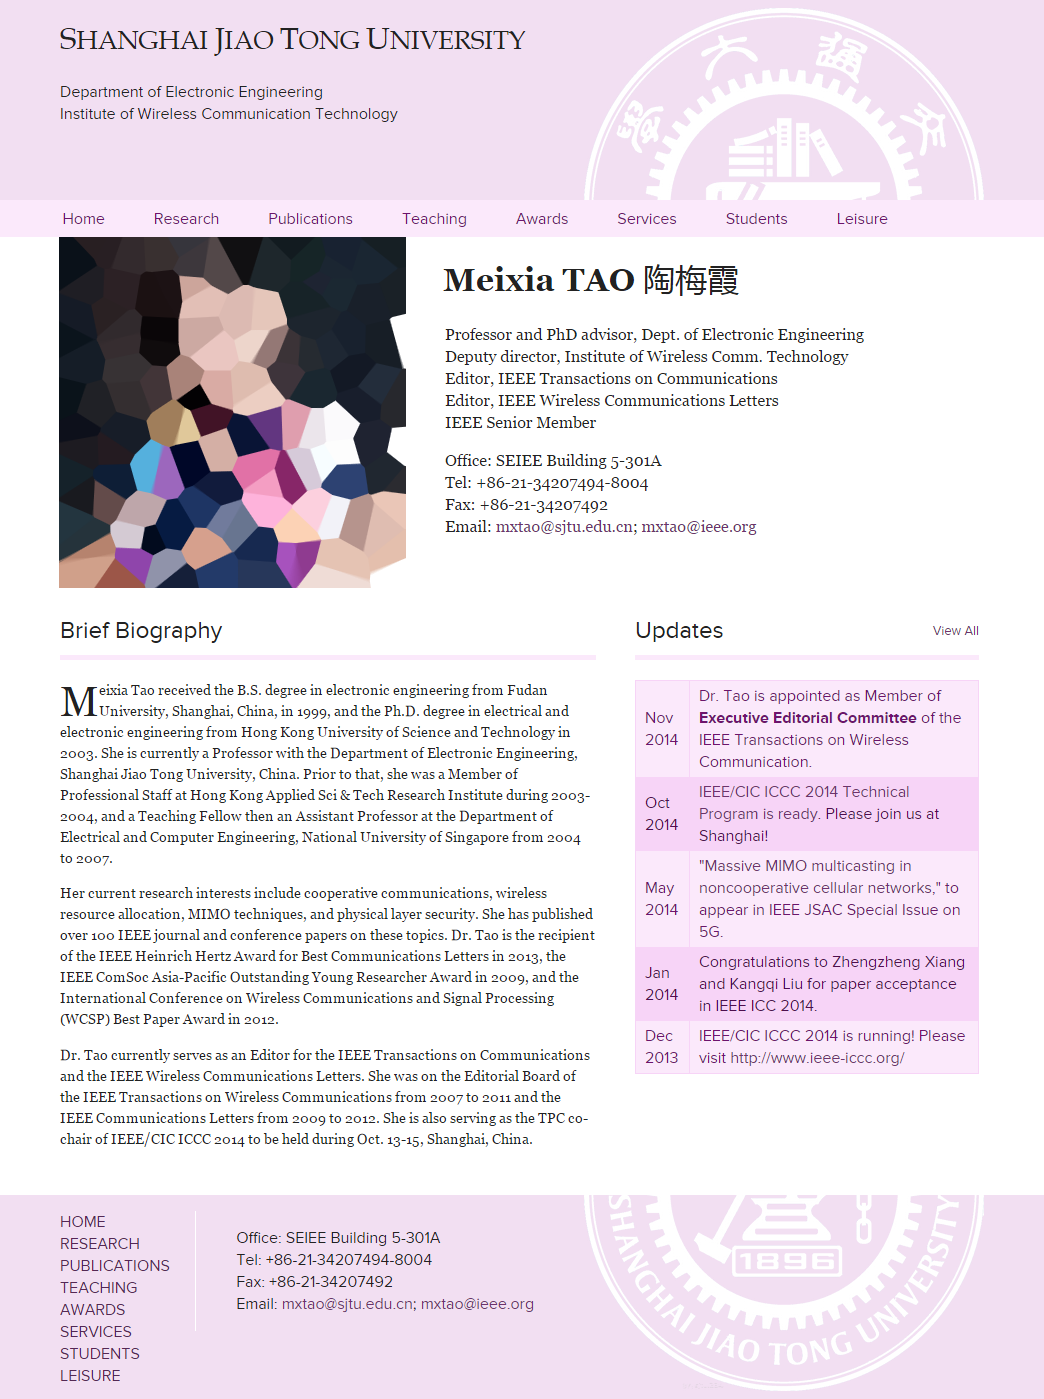 SHANGHAI JIAO TONG UNIVERSITY
Department of Electronic Engineering
Institute of Wireless Communication Technology
Home Research Publications Teaching Awards Services Students Leisure
Meixia TAO 陶梅霞
Professor and PhD advisor, Dept. of Electronic Engineering
Deputy director, Institute of Wireless Comm. Technology
Editor, IEEE Transactions on Communications
Editor, IEEE Wireless Communications Letters
IEEE Senior Member
Office: SEIEE Building 5-301A
Tel: +86-21-34207494-8004
Fax: +86-21-34207492
Email: mxtao@sjtu.edu.cn; mxtao@ieee.org
Brief Biography
Meixia Tao received the B.S. degree in electronic engineering from Fudan
University, Shanghai, China, in 1999, and the Ph.D. degree in electrical and
electronic engineering from Hong Kong University of Science and Technology in
2003. She is currently a Professor with the Department of Electronic Engineering,
Shanghai Jiao Tong University, China. Prior to that, she was a Member of
Professional Staff at Hong Kong Applied Sci & Tech Research Institute during 2003-
2004, and a Teaching Fellow then an Assistant Professor at the Department of
Electrical and Computer Engineering, National University of Singapore from 2004
to 2007.
Her current research interests include cooperative communications, wireless
resource allocation, MIMO techniques, and physical layer security. She has published
over 100 IEEE journal and conference papers on these topics. Dr. Tao is the recipient
of the IEEE Heinrich Hertz Award for Best Communications Letters in 2013, the
IEEE ComSoc Asia-Pacific Outstanding Young Researcher Award in 2009, and the
International Conference on Wireless Communications and Signal Processing
(WCSP) Best Paper Award in 2012.
Dr. Tao currently serves as an Editor for the IEEE Transactions on Communications
and the IEEE Wireless Communications Letters. She was on the Editorial Board of
the IEEE Transactions on Wireless Communications from 2007 to 2011 and the
IEEE Communications Letters from 2009 to 2012. She is also serving as the TPC co-
chair of IEEE/CIC ICCC 2014 to be held during Oct. 13-15, Shanghai, China.
Updates
View All
Nov
2014
Dr. Tao is appointed as Member of
Executive Editorial Committee of the
IEEE Transactions on Wireless
Communication.
Oct
2014
IEEE/CIC ICCC 2014 Technical
Program is ready. Please join us at
Shanghai!
May
2014
"Massive MIMO multicasting in
noncooperative cellular networks," to
appear in IEEE JSAC Special Issue on
5G.
Jan
2014
Congratulations to Zhengzheng Xiang
and Kangqi Liu for paper acceptance
in IEEE ICC 2014.
Dec
2013
IEEE/CIC ICCC 2014 is running! Please
visit http://www.ieee-iccc.org/
HOME
RESEARCH
PUBLICATIONS
TEACHING
AWARDS
SERVICES
STUDENTS
LEISURE
Office: SEIEE Building 5-301A
Tel: +86-21-34207494-8004
Fax: +86-21-34207492
Email: mxtao@sjtu.edu.cn; mxtao@ieee.org
1896
SHANGHAI JIAO TONG UNIVERSITY